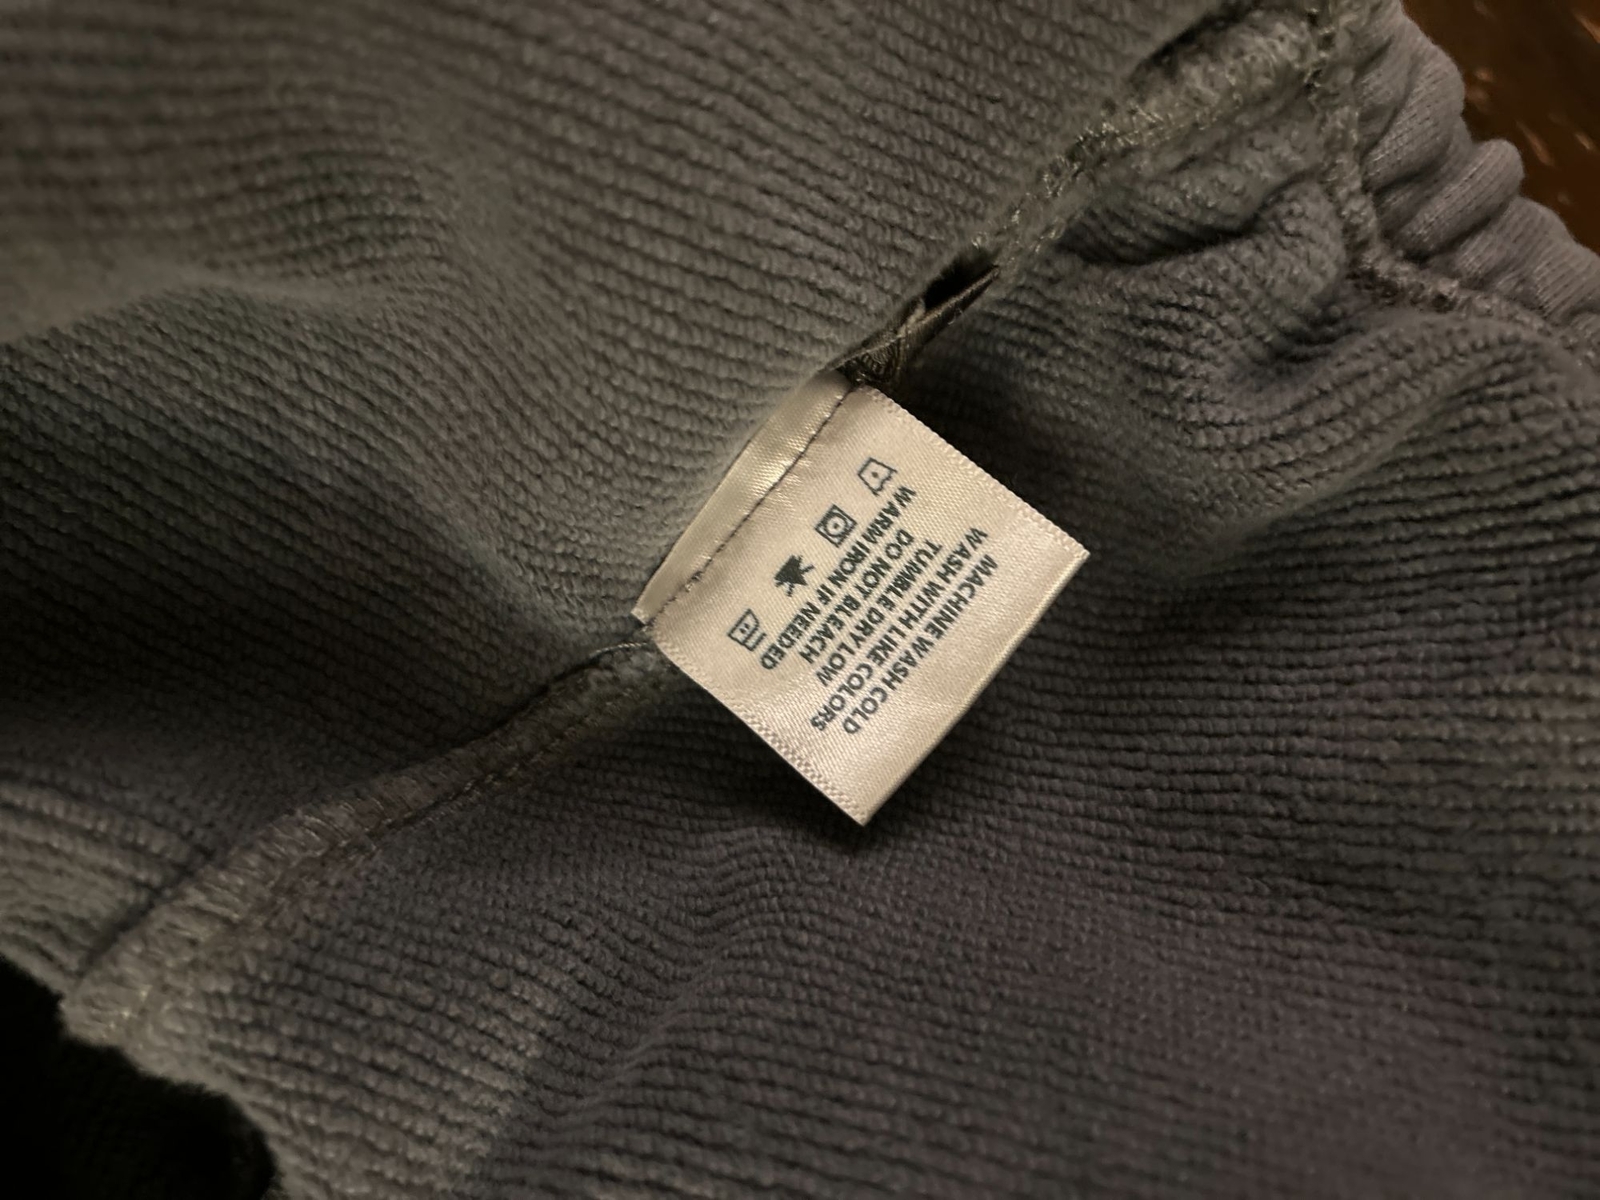 MACHINE WASH COLD
WASH WITH LIKE COLORS
TUMBLE DRY LOW
DO NOT BLEACH
WARM IRON IF NEEDED